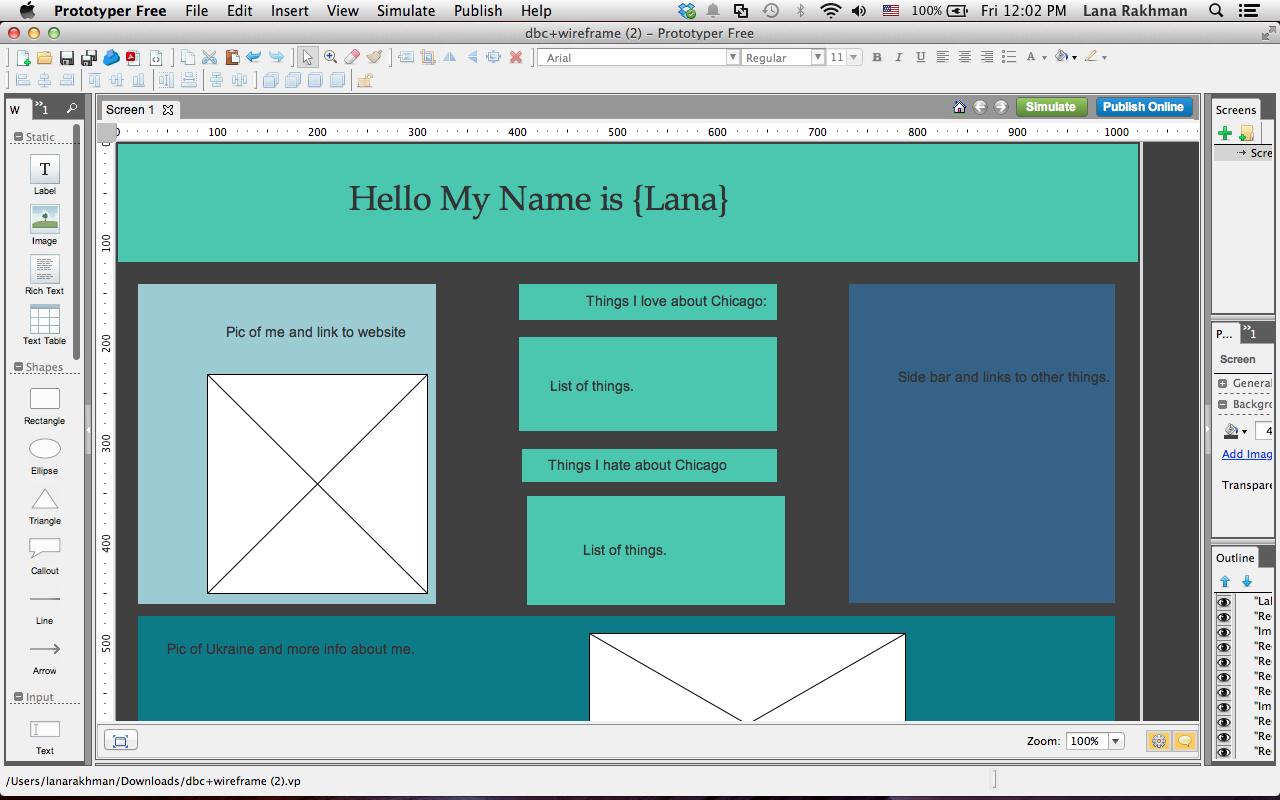 Prototyper Free File Edit Insert View Simulate Publish Help 100% Fri 12:02 PM Lana Rakhman
dbc+wireframe (2) – Prototyper Free
Arial Regular 11 B I U A
W »1 Screen 1 Simulate Publish Online Screens
0 100 200 300 400 500 600 700 800 900 1000
Scre
Static
T
Label
Image
Rich Text
Text Table
Shapes
Rectangle
Ellipse
Triangle
Callout
Line
Arrow
Input
Text
0
100
200
300
400
500
Hello My Name is {Lana}
Pic of me and link to website
Things I love about Chicago:
List of things.
Things I hate about Chicago
List of things.
Side bar and links to other things.
Pic of Ukraine and more info about me.
P... »1
Screen
General
Backgro
4
Add Imag
Transpare
Outline
"Lal
"Re
"Im
"Re
"Re
"Re
"Re
"Im
"Re
"Re
"Re
Zoom: 100%
/Users/lanarakhman/Downloads/dbc+wireframe (2).vp